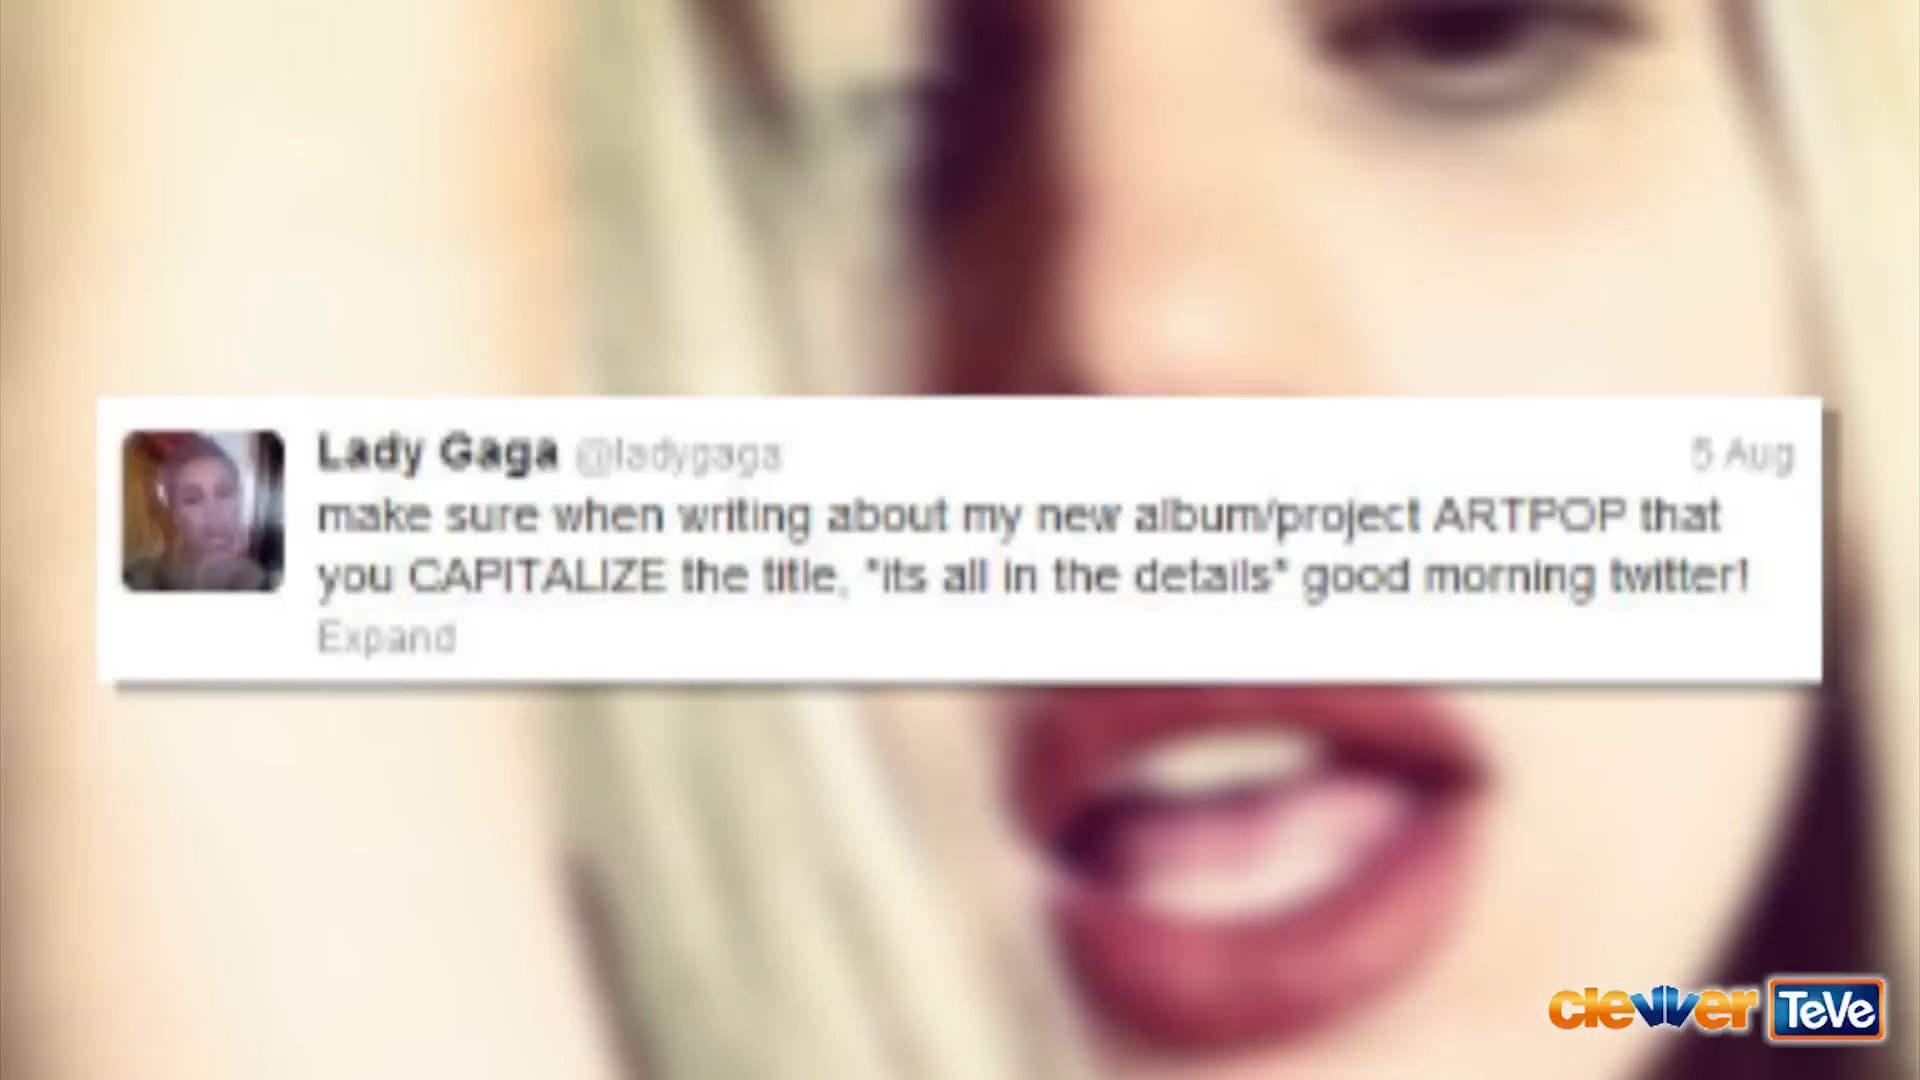 Lady Gaga @ladygaga 5 Aug
make sure when writing about my new album/project ARTPOP that
you CAPITALIZE the title, "its all in the details" good morning twitter!
Expand
clevver TeVe